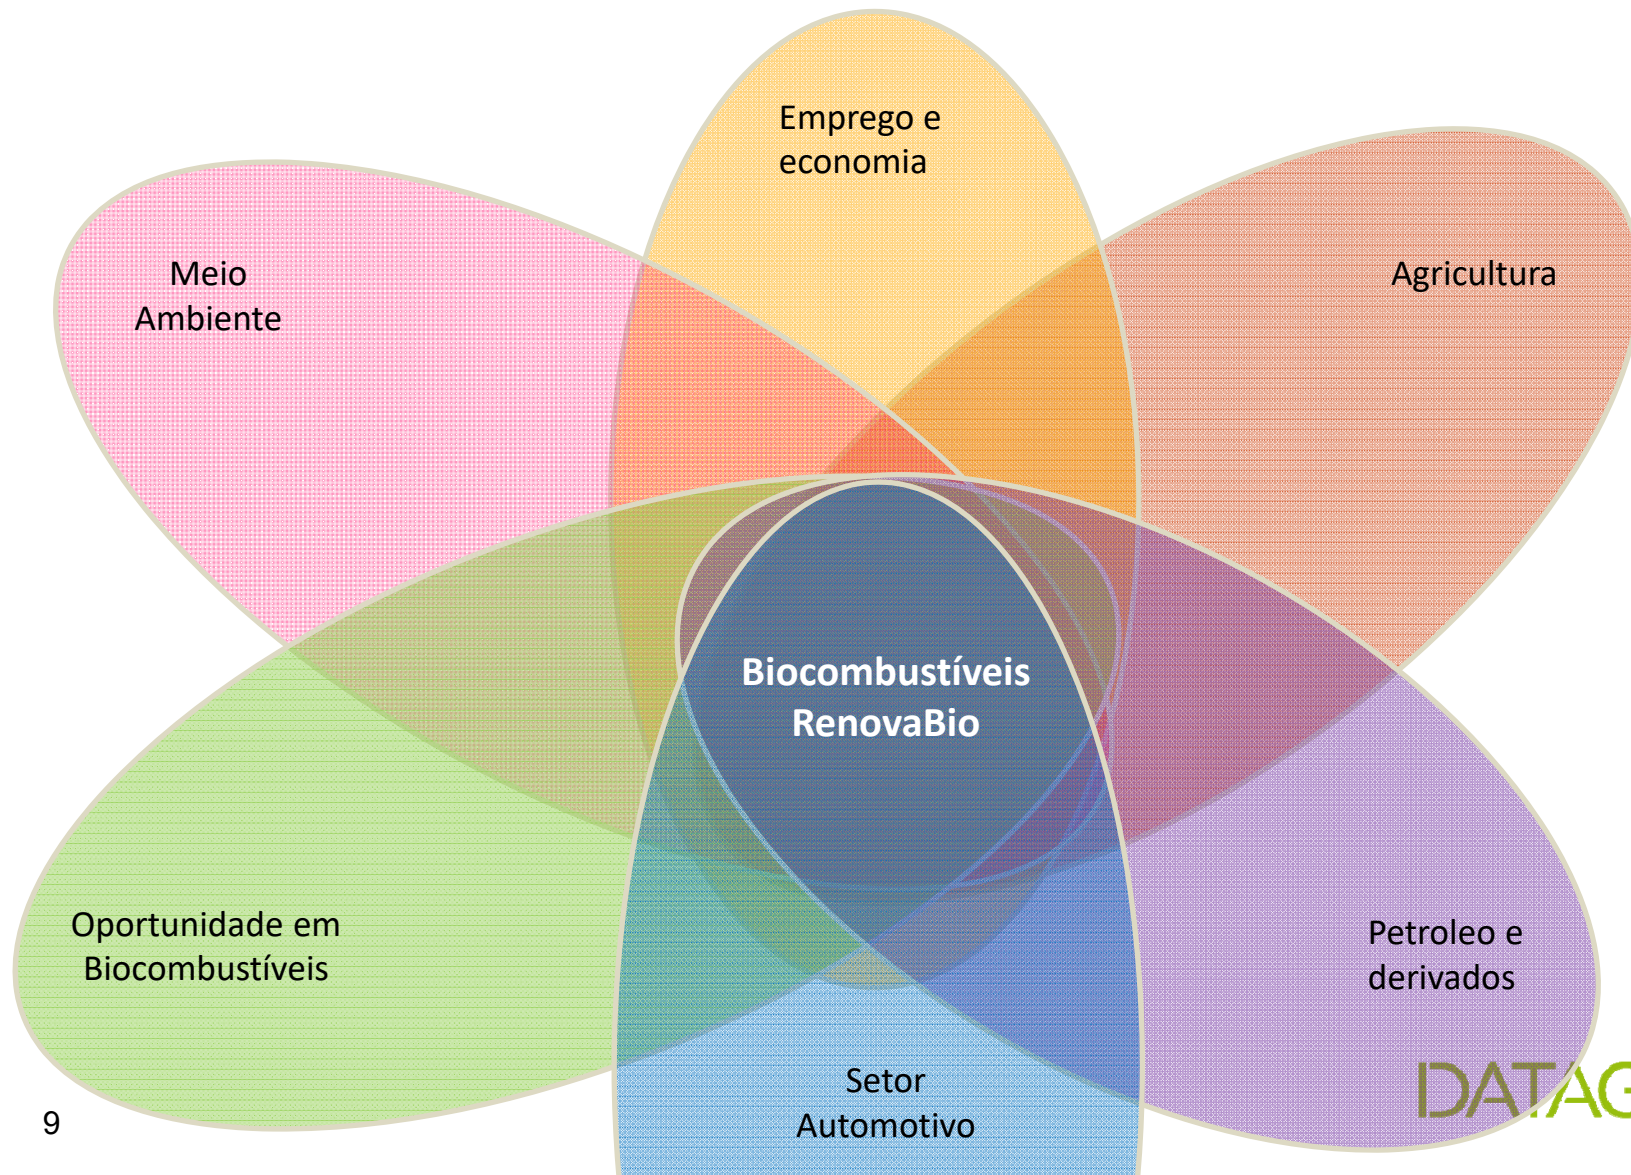 Emprego e
economia
Meio
Ambiente
Agricultura
Biocombustíveis
RenovaBio
Oportunidade em
Biocombustíveis
Petroleo e
derivados
Setor
Automotivo
9